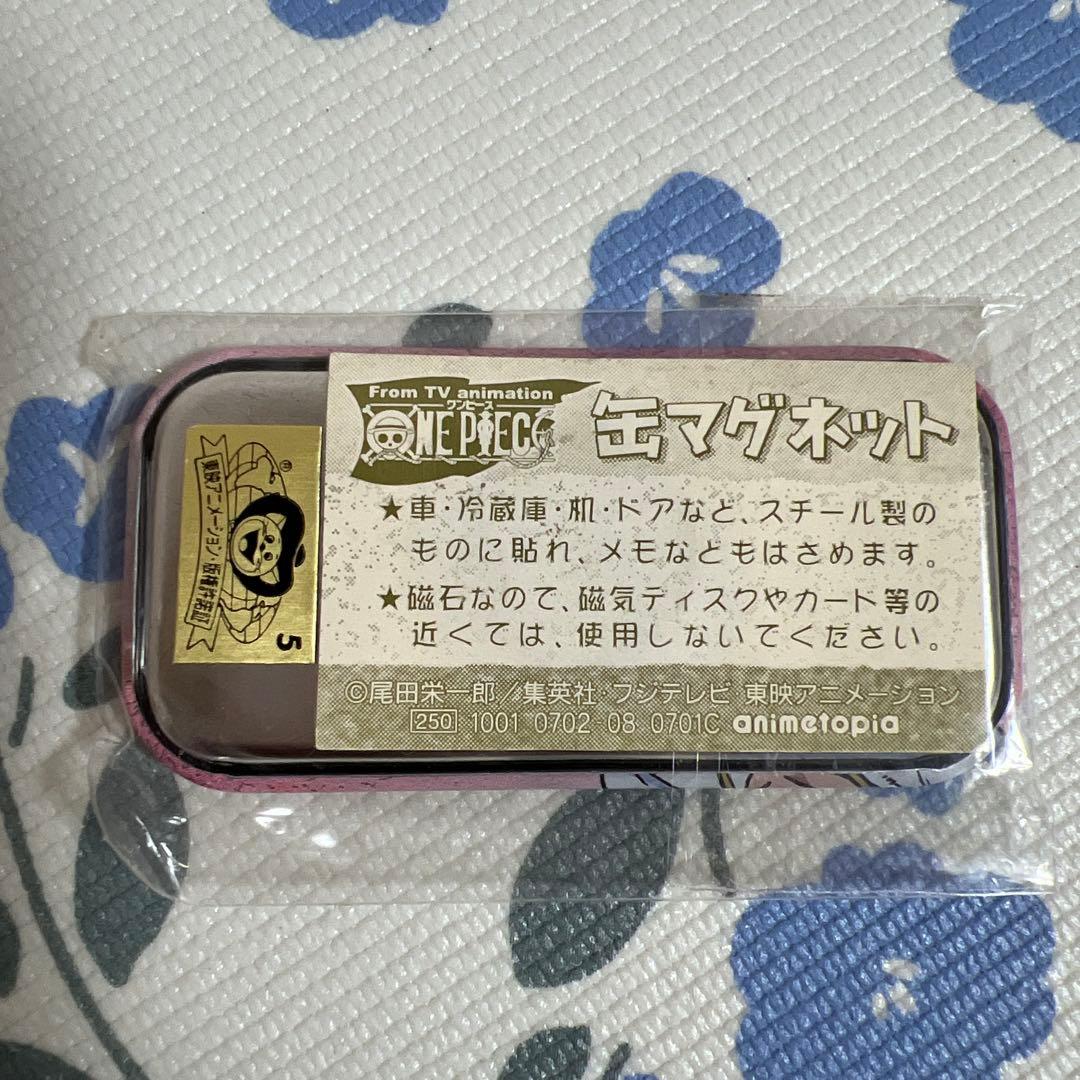 From TV animation
ワンピース
ONE PIECE
缶マグネット
★車・冷蔵庫・机・ドアなど、スチール製の
ものに貼れ、メモなどもはさめます。
★磁石なので、磁気ディスクやカード等の
近くでは、使用しないでください。
©尾田栄一郎／集英社・フジテレビ 東映アニメーション
250 1001 0702 08 0701C animetopia
東映アニメーション・版権許諾証
®
5